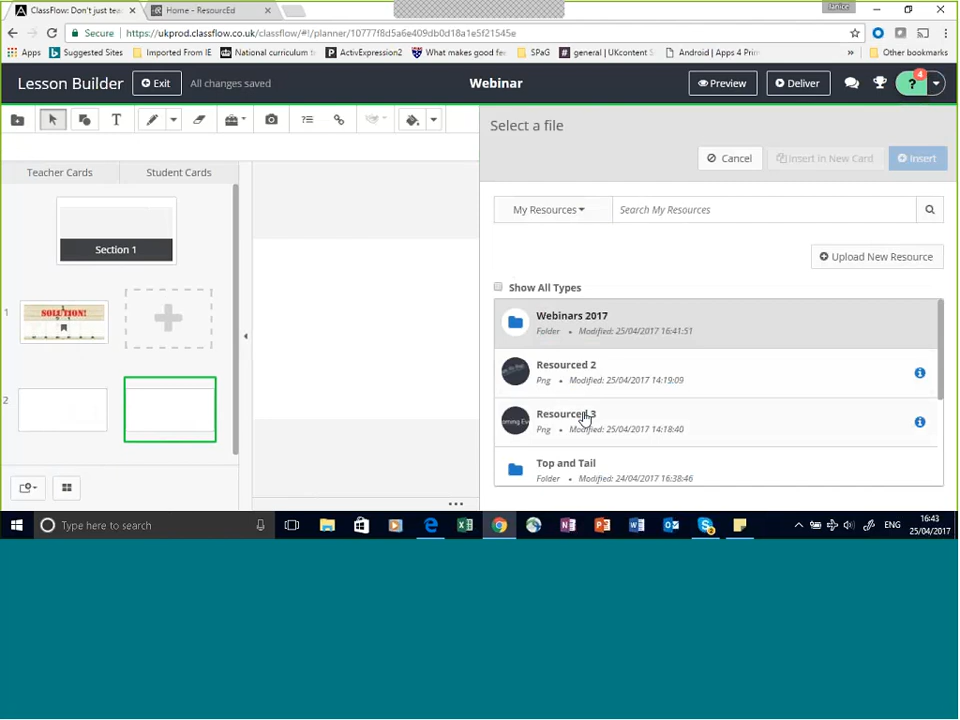 ClassFlow: Don't just tea
Home - ResourcEd
Janice
Secure
https://ukprod.classflow.co.uk/classflow/#!/planner/10777f8d5a6e409db0d18a1e5f21545e
Apps
Suggested Sites
Imported From IE
National curriculum
ActivExpression2
What makes good fe
SPaG
general | UKcontent
Android | Apps 4 Prim
»
Other bookmarks
Lesson Builder
Exit
All changes saved
Webinar
Preview
Deliver
4
?
T
?
Select a file
Cancel
Insert in New Card
Insert
Teacher Cards
Student Cards
My Resources
Search My Resources
Section 1
Upload New Resource
Show All Types
1
SOLUTION!
Webinars 2017
Folder • Modified: 25/04/2017 16:41:51
Resourced 2
Png • Modified: 25/04/2017 14:19:09
2
Resourced 3
Png • Modified: 25/04/2017 14:18:40
Top and Tail
Folder • Modified: 24/04/2017 16:38:46
Type here to search
ENG
16:43
25/04/2017